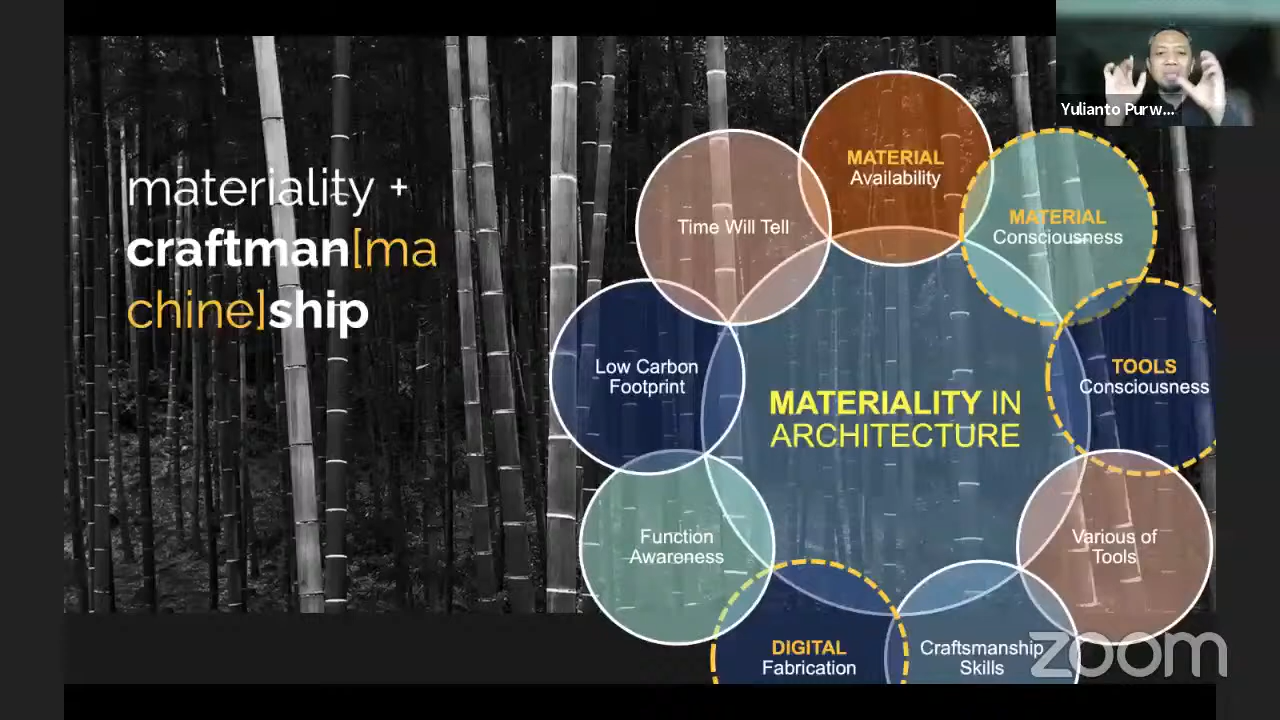 materiality +
craftman[ma
chine]ship
Yulianto Purw...
MATERIAL
Availability
MATERIAL
Consciousness
TOOLS
Consciousness
Various of
Tools
Craftsmanship
Skills
DIGITAL
Fabrication
Function
Awareness
Low Carbon
Footprint
Time Will Tell
MATERIALITY IN
ARCHITECTURE
zoom